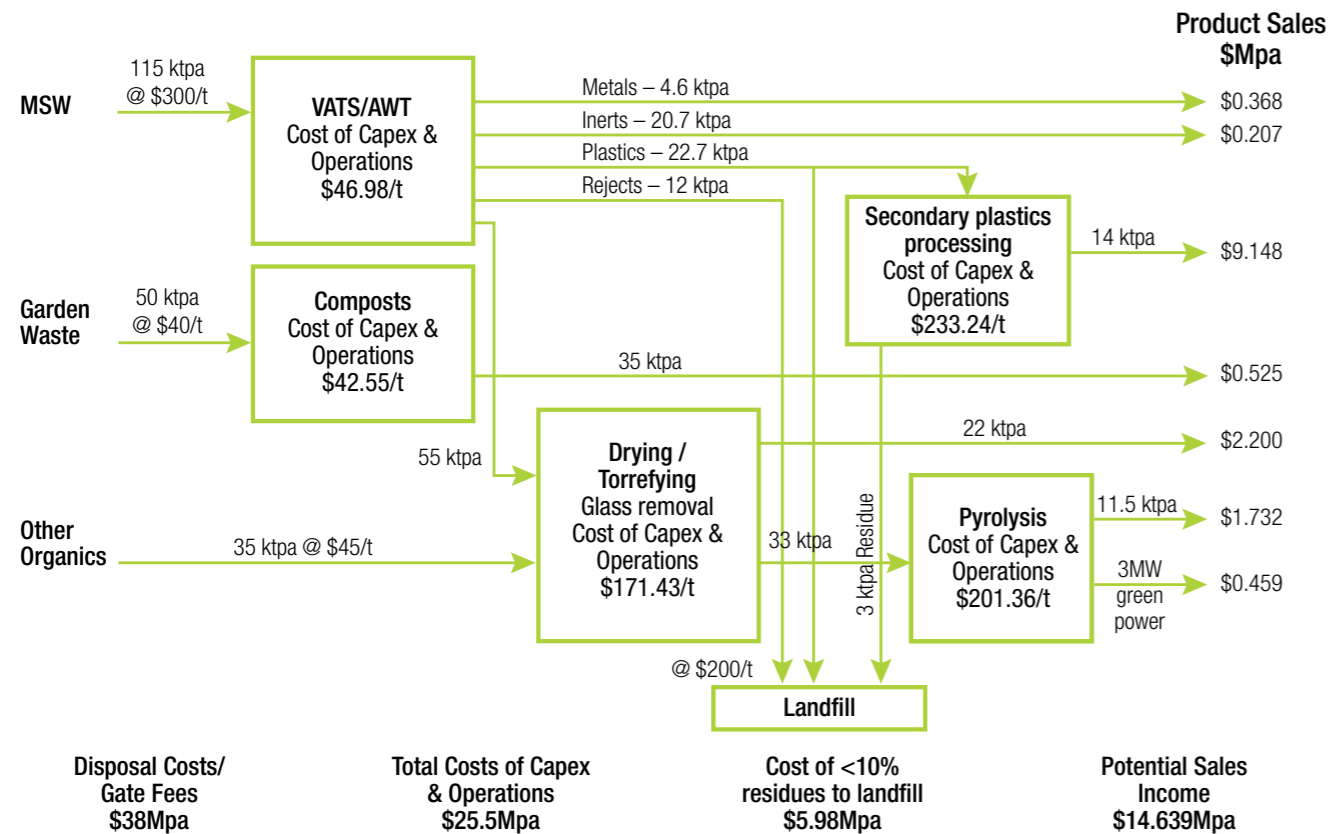 Product Sales
$Mpa
MSW
115 ktpa
@ $300/t
VATS/AWT
Cost of Capex &
Operations
$46.98/t
Metals – 4.6 ktpa
$0.368
Inerts – 20.7 ktpa
$0.207
Plastics – 22.7 ktpa
Rejects – 12 ktpa
Secondary plastics
processing
Cost of Capex &
Operations
$233.24/t
14 ktpa
$9.148
Garden
Waste
50 ktpa
@ $40/t
Composts
Cost of Capex &
Operations
$42.55/t
35 ktpa
$0.525
55 ktpa
Drying /
Torrefying
Glass removal
Cost of Capex &
Operations
$171.43/t
22 ktpa
$2.200
Other
Organics
35 ktpa @ $45/t
33 ktpa
3 ktpa Residue
Pyrolysis
Cost of Capex &
Operations
$201.36/t
11.5 ktpa
$1.732
3MW
green
power
$0.459
@ $200/t
Landfill
Disposal Costs/
Gate Fees
$38Mpa
Total Costs of Capex
& Operations
$25.5Mpa
Cost of <10%
residues to landfill
$5.98Mpa
Potential Sales
Income
$14.639Mpa